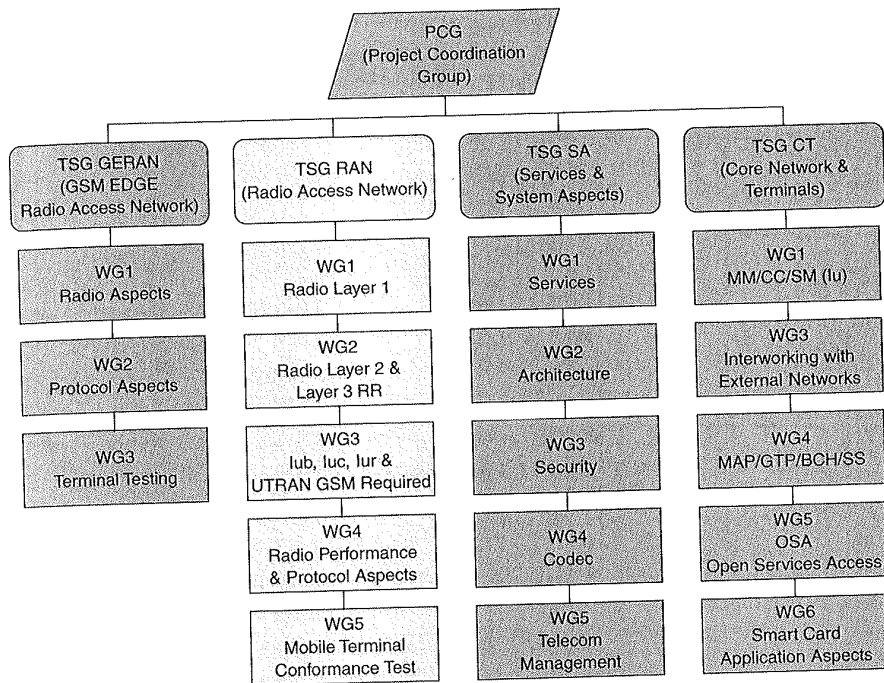 PCG
(Project Coordination
Group)
TSG GERAN
(GSM EDGE
Radio Access Network)
WG1
Radio Aspects
WG2
Protocol Aspects
WG3
Terminal Testing
TSG RAN
(Radio Access Network)
WG1
Radio Layer 1
WG2
Radio Layer 2 &
Layer 3 RR
WG3
Iub, Iuc, Iur &
UTRAN GSM Required
WG4
Radio Performance
& Protocol Aspects
WG5
Mobile Terminal
Conformance Test
TSG SA
(Services &
System Aspects)
WG1
Services
WG2
Architecture
WG3
Security
WG4
Codec
WG5
Telecom
Management
TSG CT
(Core Network &
Terminals)
WG1
MM/CC/SM (Iu)
WG3
Interworking with
External Networks
WG4
MAP/GTP/BCH/SS
WG5
OSA
Open Services Access
WG6
Smart Card
Application Aspects